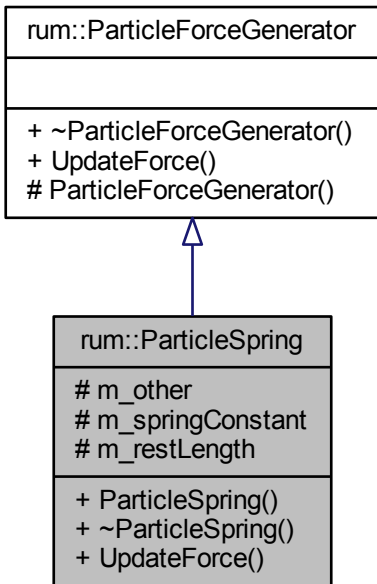 rum::ParticleForceGenerator
+ ~ParticleForceGenerator()
+ UpdateForce()
# ParticleForceGenerator()
rum::ParticleSpring
# m_other
# m_springConstant
# m_restLength
+ ParticleSpring()
+ ~ParticleSpring()
+ UpdateForce()